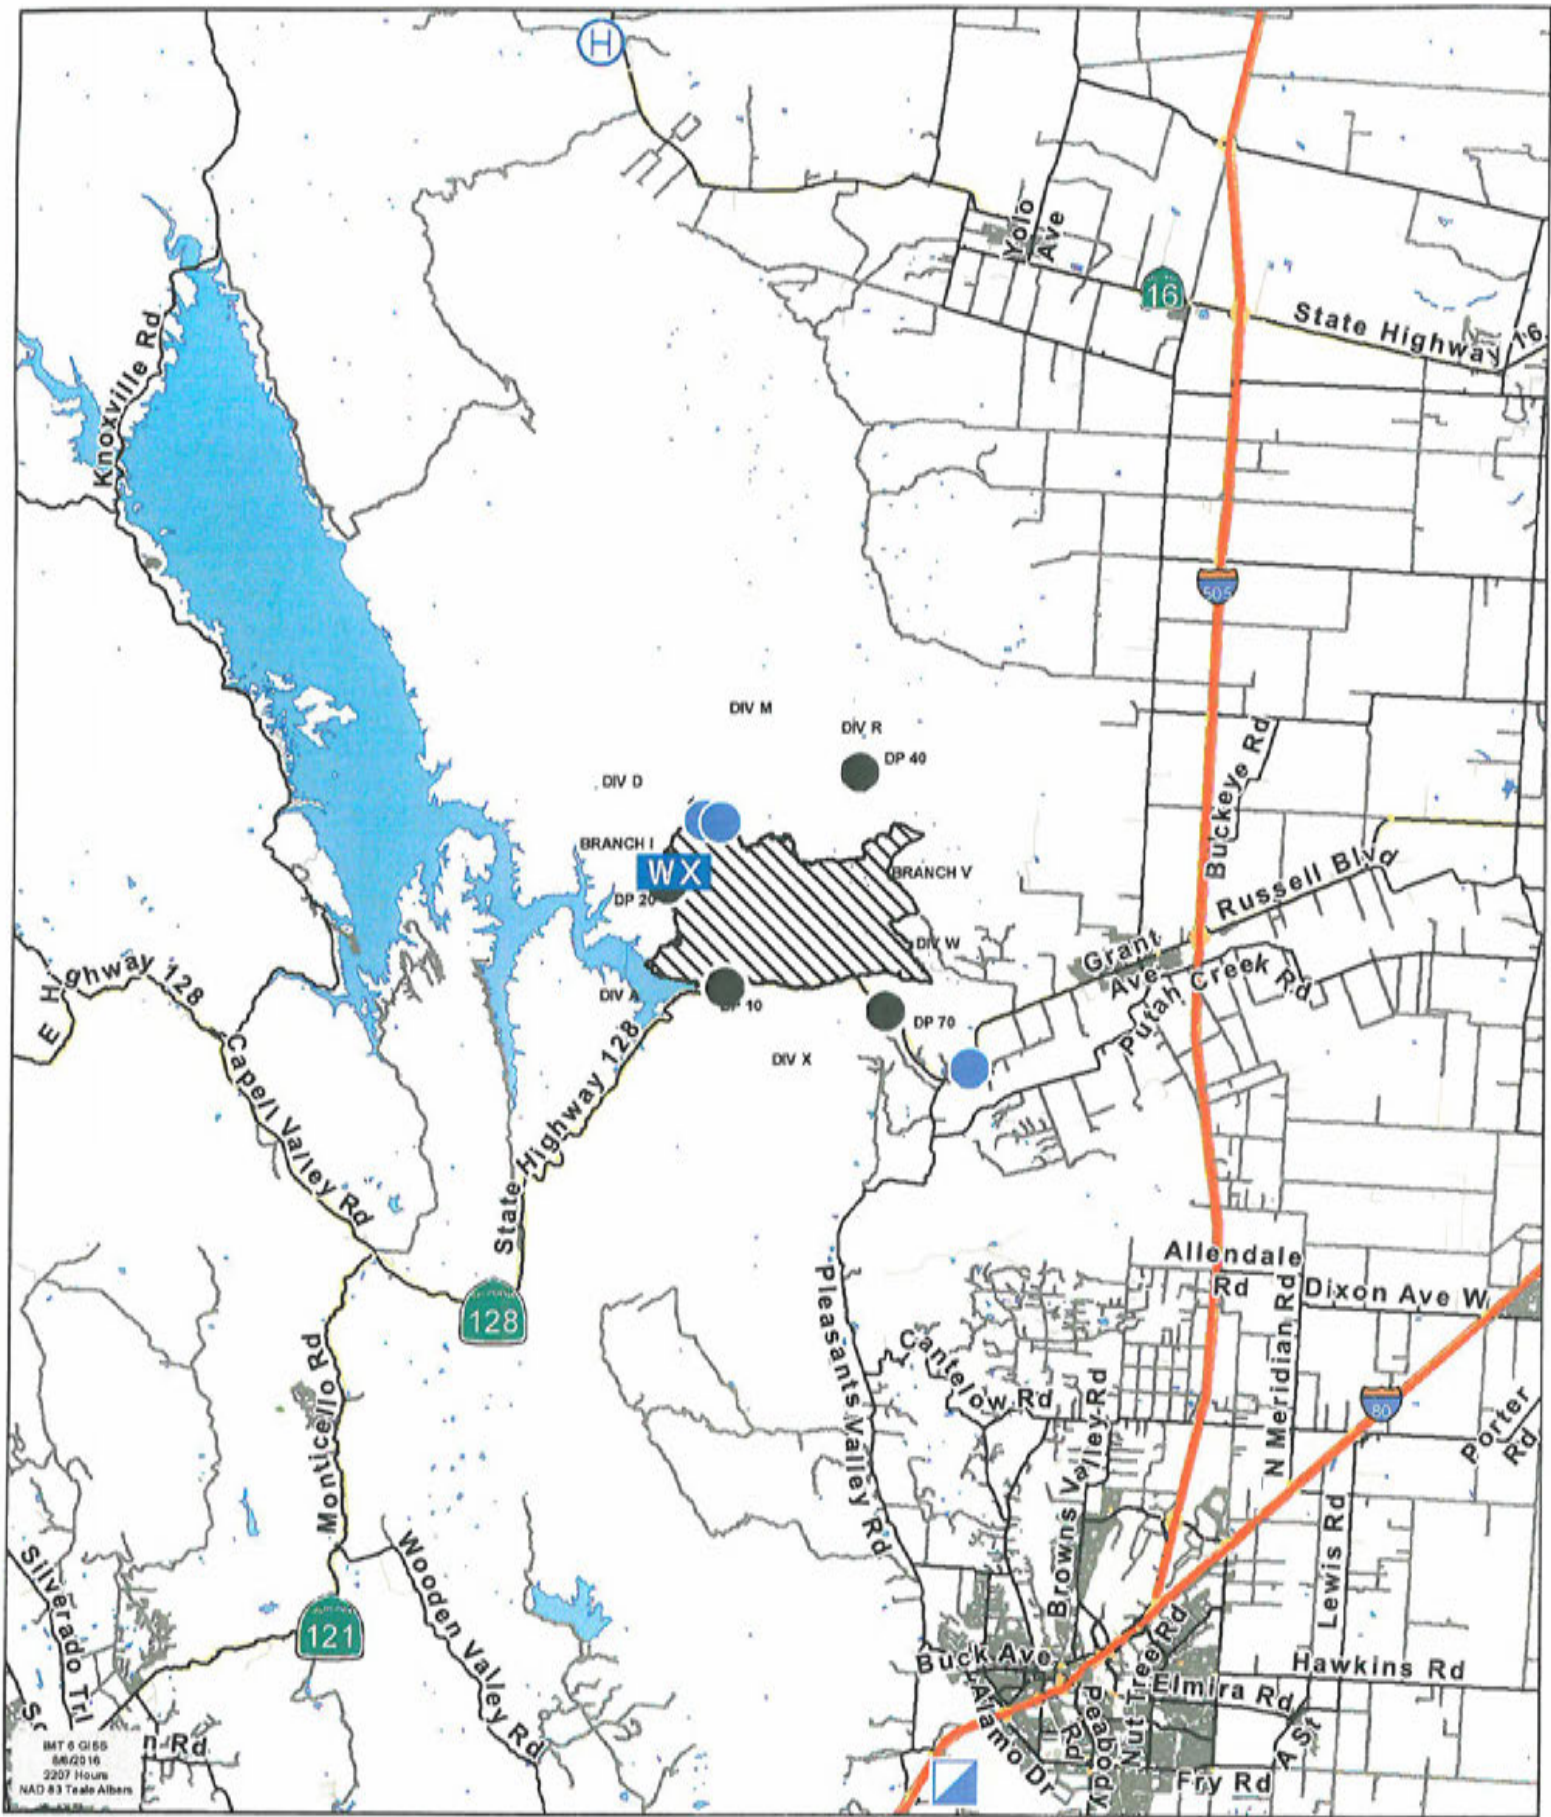 H
Yolo
Ave
16
State Highway 16
Knoxville Rd
505
DIV M
DIV R
DP 40
DIV D
Buckeye Rd
BRANCH I
WX
BRANCH V
DP 20
Russell Blvd
DIV W
Grant
Ave
Putah Creek Rd
E Highway 128
DIV A
DP 10
DP 70
DIV X
Capell Valley Rd
State Highway 128
Allendale
Rd
Dixon Ave W
128
Pleasants Valley Rd
N Meridian Rd
Cantelow Rd
Monticello Rd
80
Porter
Rd
Browns Valley Rd
Lewis Rd
Silverado Trl
Wooden Valley Rd
121
Buck Ave
Hawkins Rd
Elmira Rd
Nut Tree Rd
Peabody
Rd
Alamo Dr
A St
Fry Rd
n Rd
IMT 6 GISS
8/6/2016
2207 Hours
NAD 83 Teale Albers